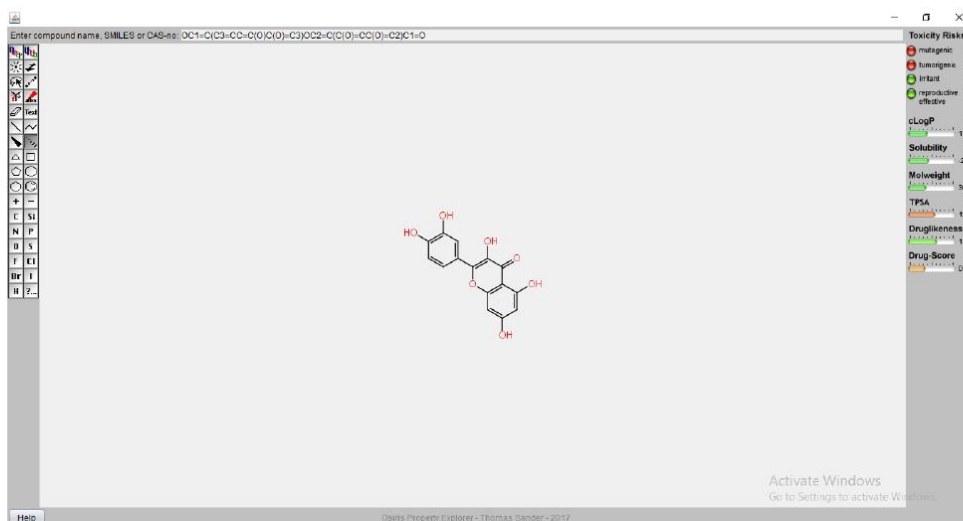 Enter compound name, SMILES or CAS-no: OC1=C(C3=CC=C(O)C(O)=C3)OC2=C(C(O)=CC(O)=C2)C1=O
Toxicity Risks
mutagenic
tumorigenic
irritant
reproductive
effective
cLogP
Solubility
Molweight
TPSA
Druglikeness
Drug-Score
Text
+ −
C Si
N P
O S
F Cl
Br I
H ?...
OH
HO
OH
O
O
OH
OH
Activate Windows
Go to Settings to activate Windows.
Help
Osiris Property Explorer - Thomas Sander - 2017